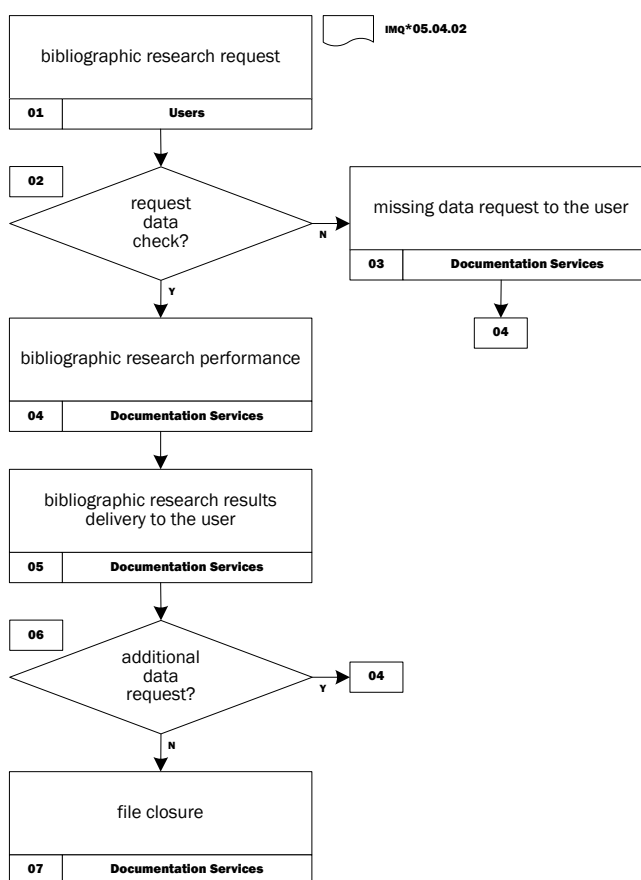 bibliographic research request
IMQ*05.04.02
01 Users
02
request
data
check?
N
missing data request to the user
03 Documentation Services
Y
04
bibliographic research performance
04 Documentation Services
bibliographic research results
delivery to the user
05 Documentation Services
06
additional
data
request?
Y
04
N
file closure
07 Documentation Services